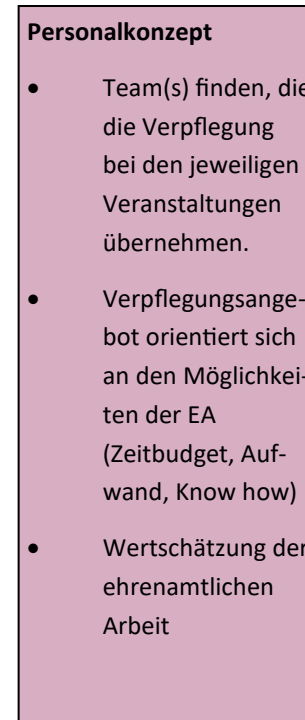 Personalkonzept
• Team(s) finden, die
die Verpflegung
bei den jeweiligen
Veranstaltungen
übernehmen.
• Verpflegungsange-
bot orientiert sich
an den Möglichkei-
ten der EA
(Zeitbudget, Auf-
wand, Know how)
• Wertschätzung der
ehrenamtlichen
Arbeit